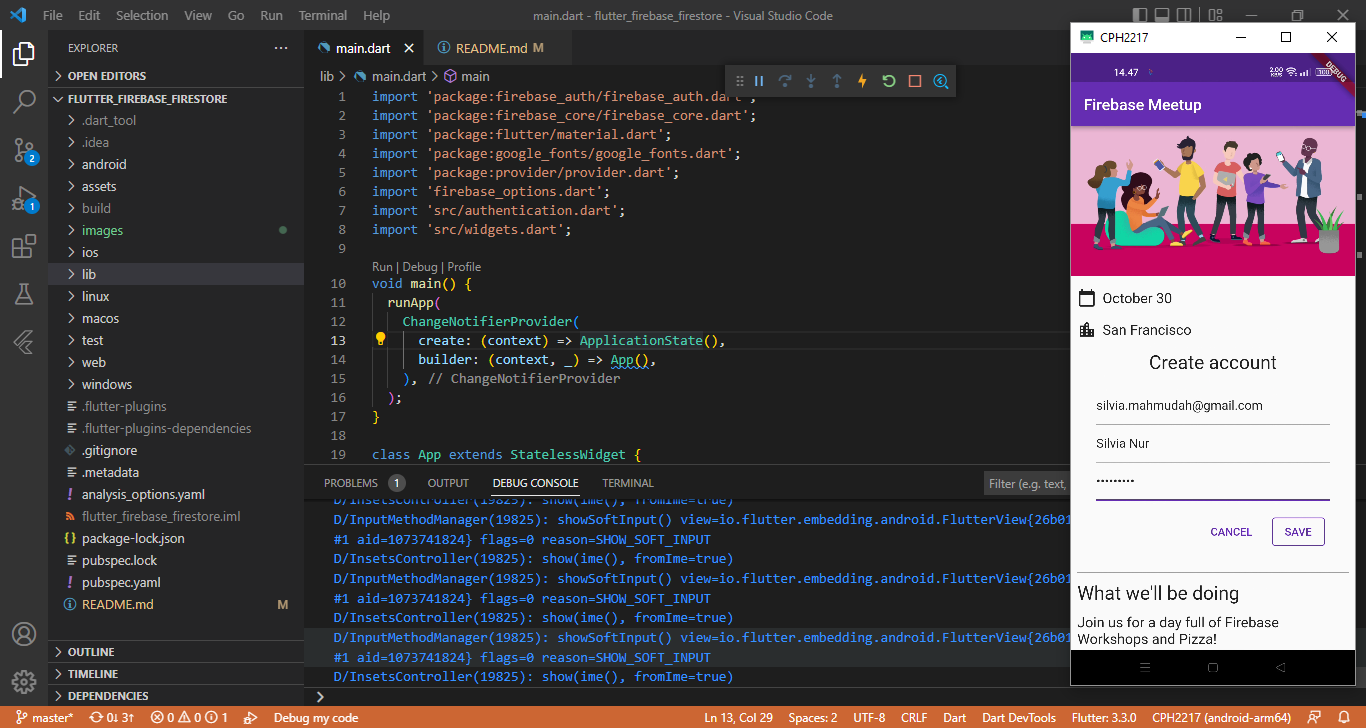 File Edit Selection View Go Run Terminal Help
main.dart - flutter_firebase_firestore - Visual Studio Code
EXPLORER
OPEN EDITORS
FLUTTER_FIREBASE_FIRESTORE
.dart_tool
.idea
android
assets
build
images
ios
lib
linux
macos
test
web
windows
.flutter-plugins
.flutter-plugins-dependencies
.gitignore
.metadata
analysis_options.yaml
flutter_firebase_firestore.iml
package-lock.json
pubspec.lock
pubspec.yaml
README.md M
OUTLINE
TIMELINE
DEPENDENCIES
2
1
main.dart
README.md M
lib > main.dart > main
1 import 'package:firebase_auth/firebase_auth.dart';
2 import 'package:firebase_core/firebase_core.dart';
3 import 'package:flutter/material.dart';
4 import 'package:google_fonts/google_fonts.dart';
5 import 'package:provider/provider.dart';
6 import 'firebase_options.dart';
7 import 'src/authentication.dart';
8 import 'src/widgets.dart';
9
Run | Debug | Profile
10 void main() {
11 runApp(
12 ChangeNotifierProvider(
13 create: (context) => ApplicationState(),
14 builder: (context, _) => App(),
15 ), // ChangeNotifierProvider
16 );
17 }
18
19 class App extends StatelessWidget {
PROBLEMS 1 OUTPUT DEBUG CONSOLE TERMINAL
Filter (e.g. text,
D/InsetsController(19825): show(ime(), fromIme=true)
D/InputMethodManager(19825): showSoftInput() view=io.flutter.embedding.android.FlutterView{26b01
#1 aid=1073741824} flags=0 reason=SHOW_SOFT_INPUT
D/InsetsController(19825): show(ime(), fromIme=true)
D/InputMethodManager(19825): showSoftInput() view=io.flutter.embedding.android.FlutterView{26b01
#1 aid=1073741824} flags=0 reason=SHOW_SOFT_INPUT
D/InsetsController(19825): show(ime(), fromIme=true)
D/InputMethodManager(19825): showSoftInput() view=io.flutter.embedding.android.FlutterView{26b01
#1 aid=1073741824} flags=0 reason=SHOW_SOFT_INPUT
D/InsetsController(19825): show(ime(), fromIme=true)
CPH2217
14.47
DEBUG
Firebase Meetup
October 30
San Francisco
Create account
silvia.mahmudah@gmail.com
Silvia Nur
•••••••••
CANCEL SAVE
What we'll be doing
Join us for a day full of Firebase
Workshops and Pizza!
master* 0↓ 3↑ 0 0 1 Debug my code
Ln 13, Col 29 Spaces: 2 UTF-8 CRLF Dart Dart DevTools Flutter: 3.3.0 CPH2217 (android-arm64)